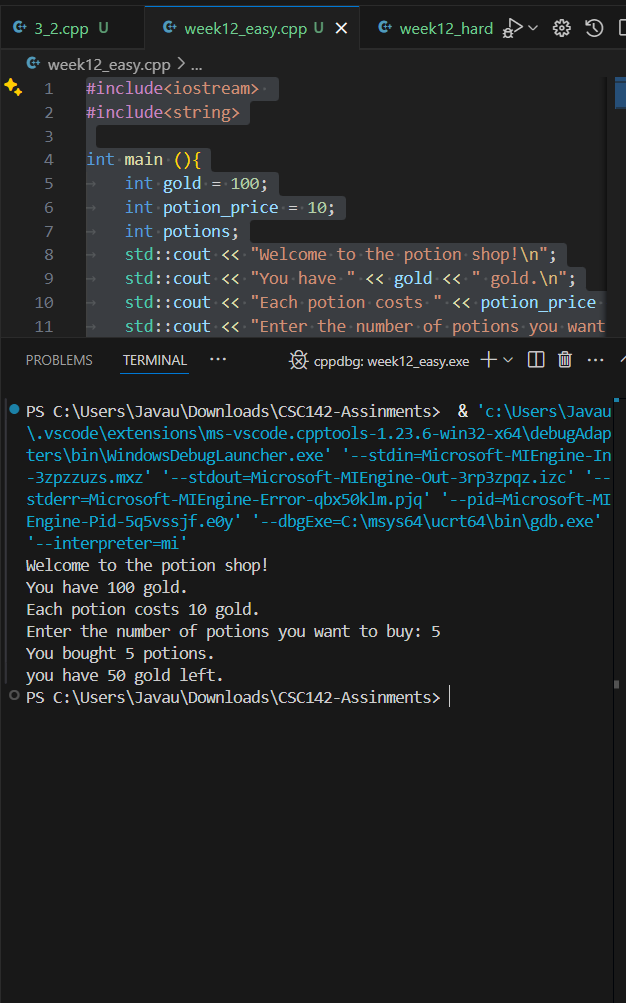 3_2.cpp U
week12_easy.cpp U
week12_hard
week12_easy.cpp > ...
1 #include<iostream>
2 #include<string>
3
4 int main (){
5 int gold = 100;
6 int potion_price = 10;
7 int potions;
8 std::cout << "Welcome to the potion shop!\n";
9 std::cout << "You have " << gold << " gold.\n";
10 std::cout << "Each potion costs " << potion_price
11 std::cout << "Enter the number of potions you want
PROBLEMS TERMINAL ... cppdbg: week12_easy.exe
PS C:\Users\Javau\Downloads\CSC142-Assinments> & 'c:\Users\Javau
\.vscode\extensions\ms-vscode.cpptools-1.23.6-win32-x64\debugAdap
ters\bin\WindowsDebugLauncher.exe' '--stdin=Microsoft-MIEngine-In
-3zpzzuzs.mxz' '--stdout=Microsoft-MIEngine-Out-3rp3zpqz.izc' '--
stderr=Microsoft-MIEngine-Error-qbx50klm.pjq' '--pid=Microsoft-MI
Engine-Pid-5q5vssjf.e0y' '--dbgExe=C:\msys64\ucrt64\bin\gdb.exe'
'--interpreter=mi'
Welcome to the potion shop!
You have 100 gold.
Each potion costs 10 gold.
Enter the number of potions you want to buy: 5
You bought 5 potions.
you have 50 gold left.
PS C:\Users\Javau\Downloads\CSC142-Assinments>